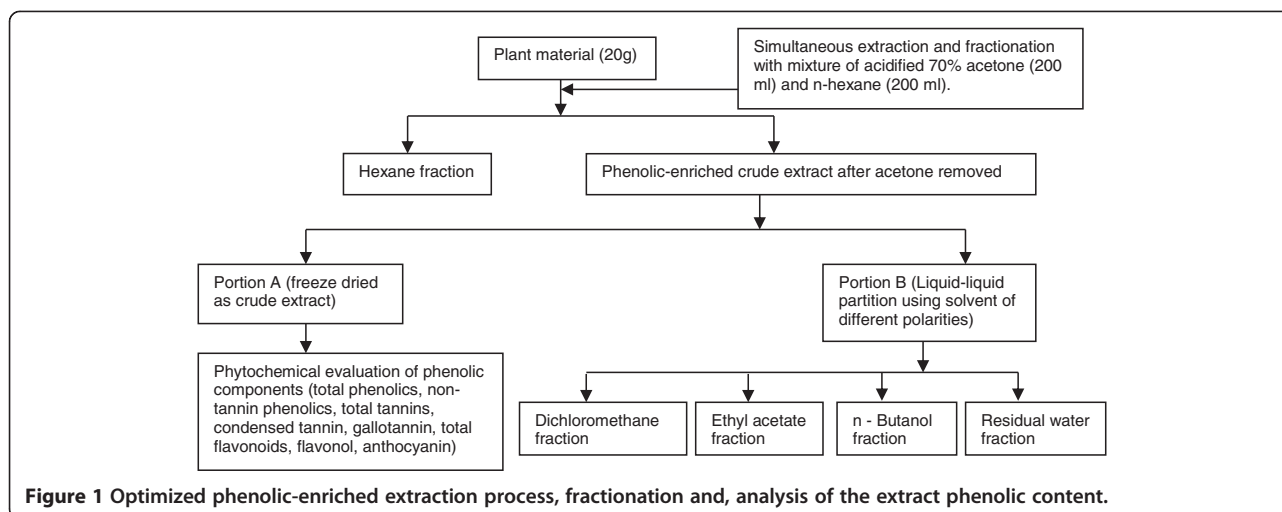 Plant material (20g)
Simultaneous extraction and fractionation
with mixture of acidified 70% acetone (200
ml) and n-hexane (200 ml).
Hexane fraction
Phenolic-enriched crude extract after acetone removed
Portion A (freeze dried
as crude extract)
Portion B (Liquid-liquid
partition using solvent of
different polarities)
Phytochemical evaluation of phenolic
components (total phenolics, non-
tannin phenolics, total tannins,
condensed tannin, gallotannin, total
flavonoids, flavonol, anthocyanin)
Dichloromethane
fraction
Ethyl acetate
fraction
n - Butanol
fraction
Residual water
fraction
Figure 1 Optimized phenolic-enriched extraction process, fractionation and, analysis of the extract phenolic content.